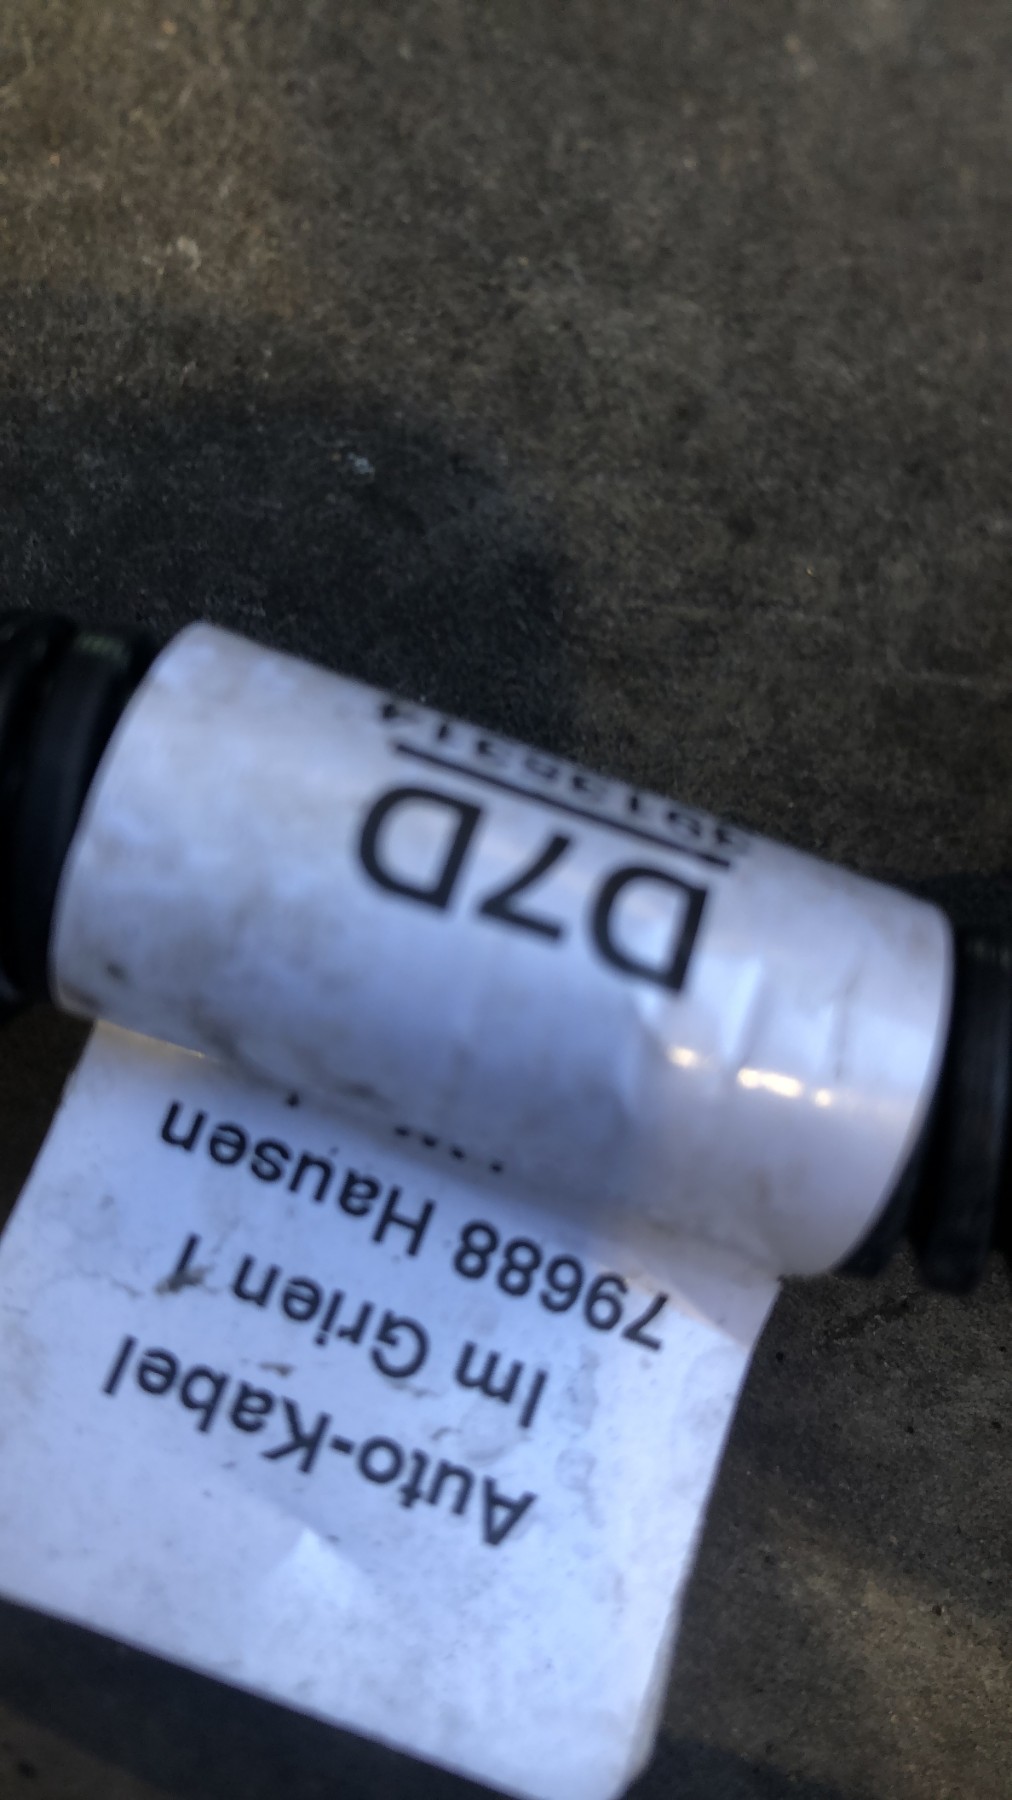 Auto-Kabel
Im Grien 1
79688 Hausen
D7D